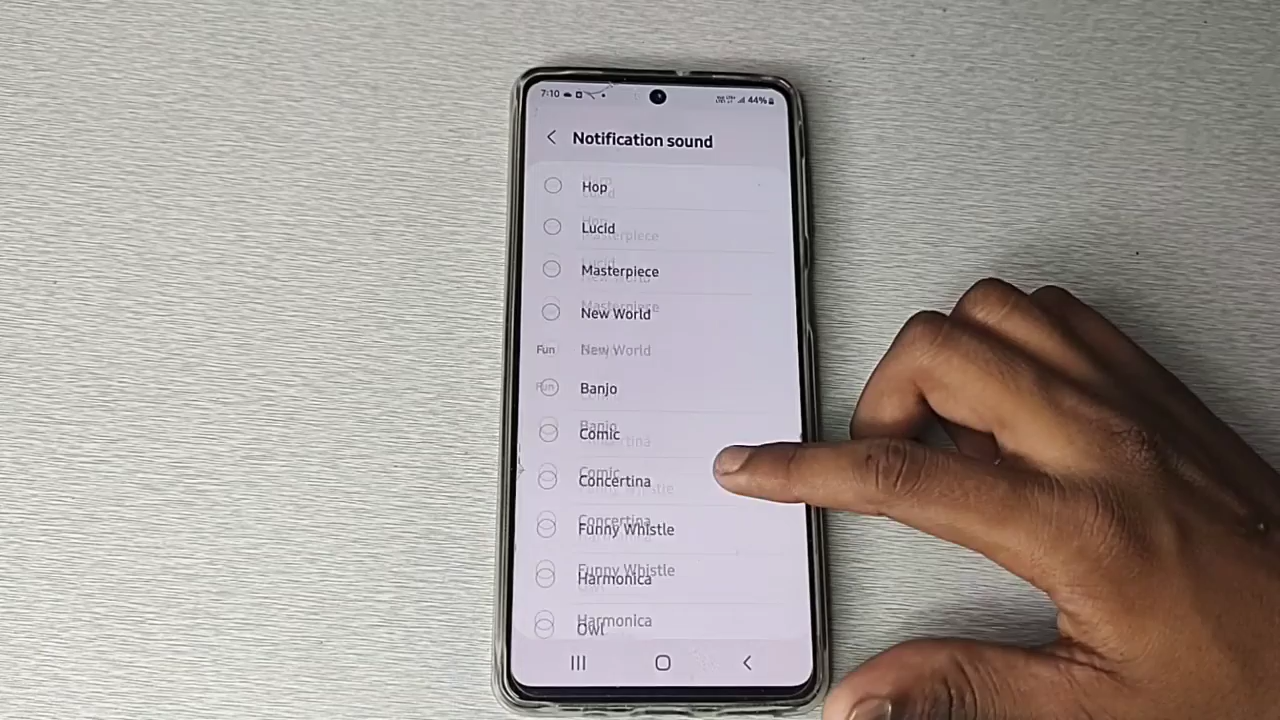 7:10 44%
Notification sound
Hop
Lucid
Masterpiece
New World
Fun
Banjo
Comic
Concertina
Funny Whistle
Harmonica
Owl